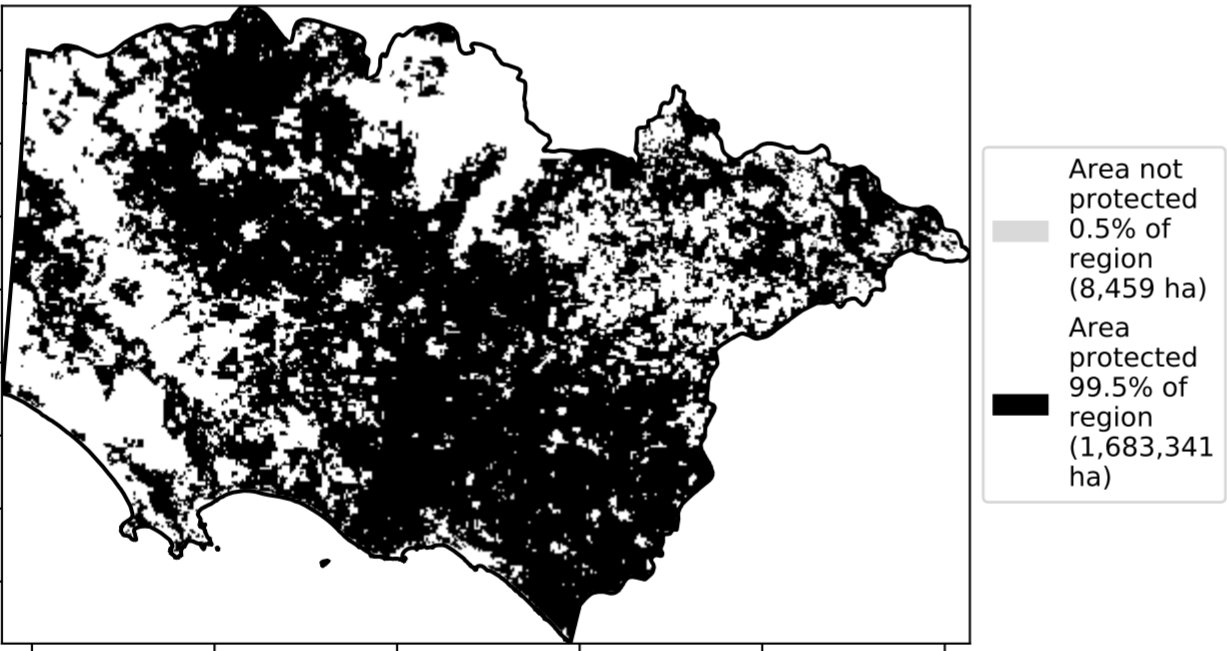 Area not
protected
0.5% of
region
(8,459 ha)
Area
protected
99.5% of
region
(1,683,341
ha)